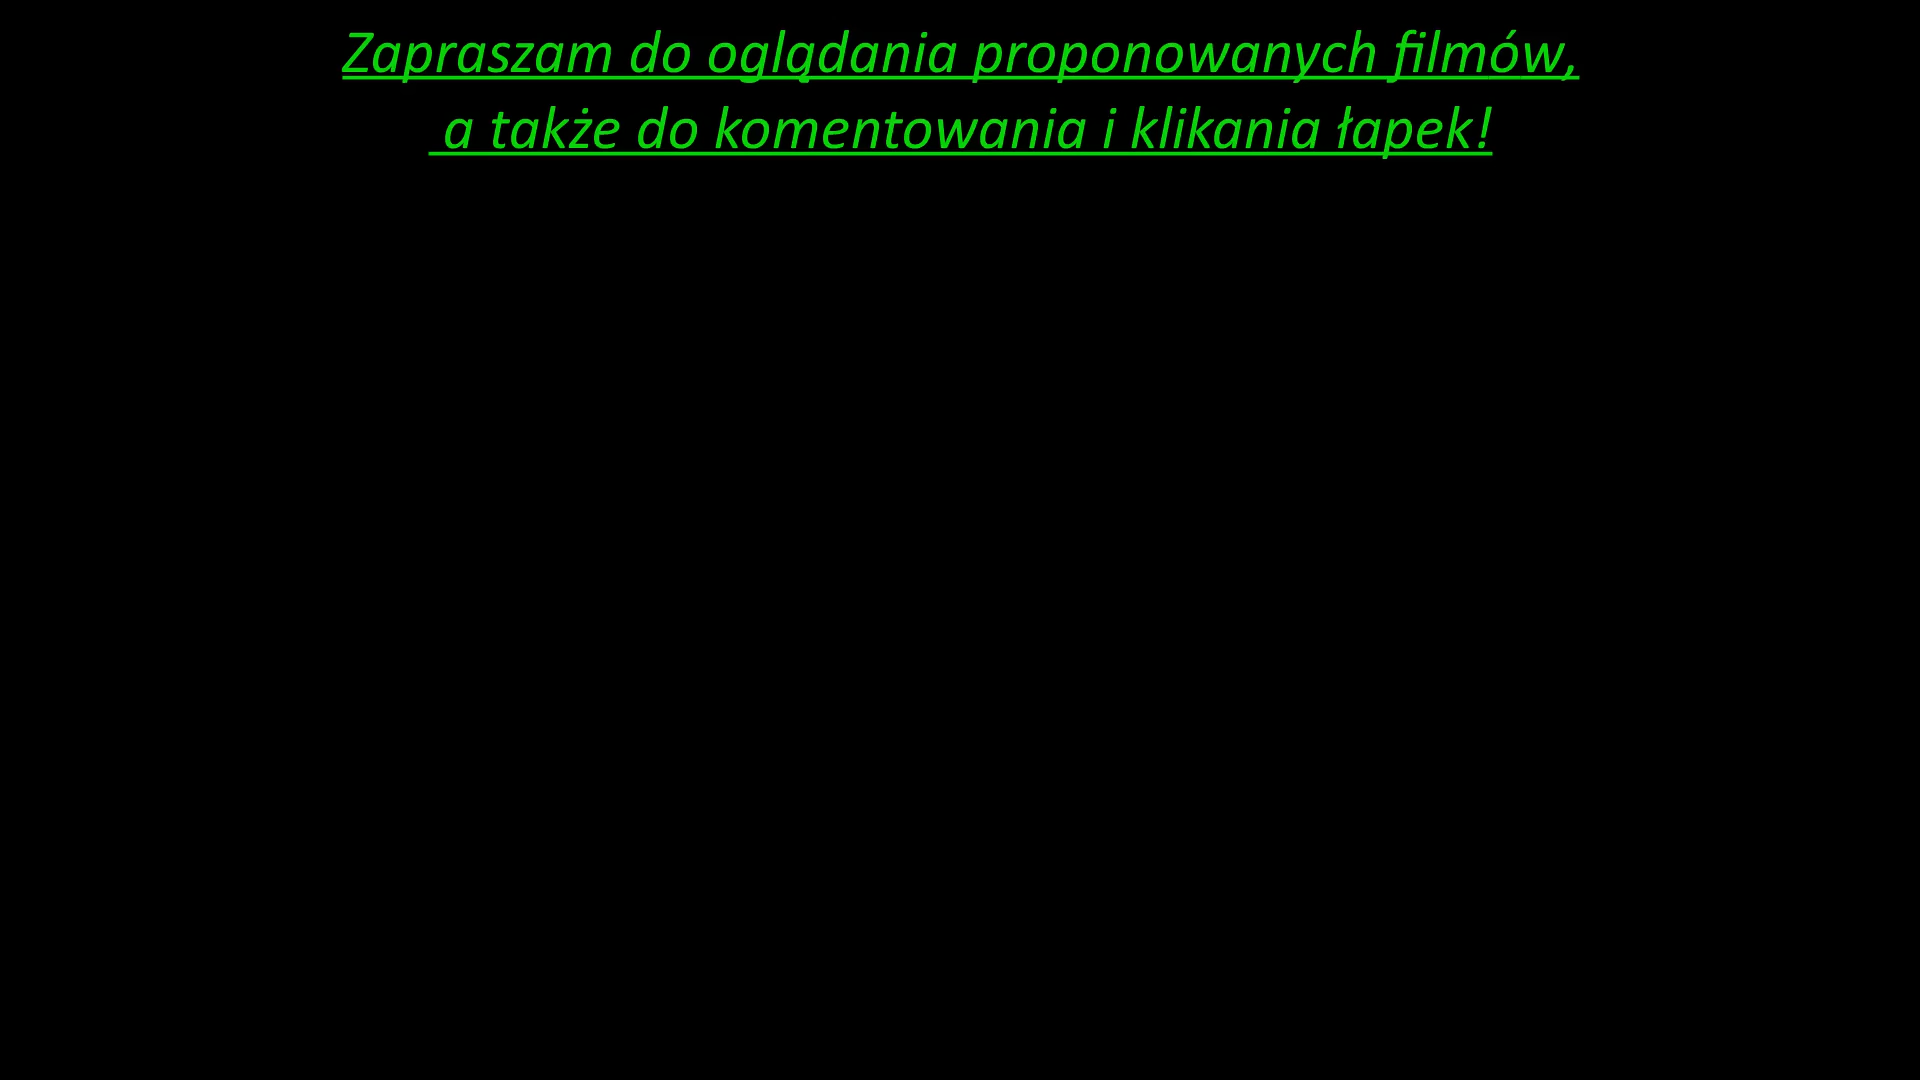 Zapraszam do oglądania proponowanych filmów,
a także do komentowania i klikania łapek!